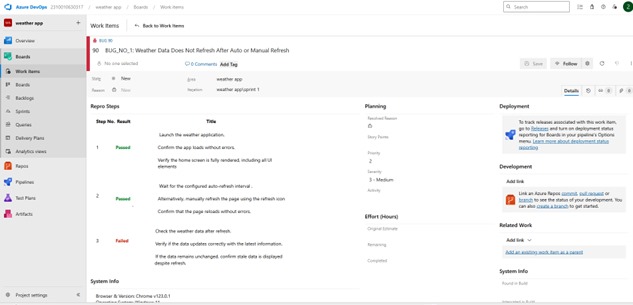 Azure DevOps
2310010630317 / weather app / Boards / Work Items
Search
weather app
Overview
Boards
Work Items
Boards
Backlogs
Sprints
Queries
Delivery Plans
Analytics views
Repos
Pipelines
Test Plans
Artifacts
Project settings
Work Items
Back to Work Items
BUG 90
90 BUG_NO_1: Weather Data Does Not Refresh After Auto or Manual Refresh
No one selected
0 Comments Add Tag
Save
Follow
New
weather app
Reason New
Iteration weather app\sprint 1
Details
Repro Steps
Step No. Result Title
Launch the weather application.
1 Passed Confirm the app loads without errors.
Verify the home screen is fully rendered, including all UI
elements
Wait for the configured auto-refresh interval.
2 Passed Alternatively, manually refresh the page using the refresh icon
Confirm that the page reloads without errors.
Check the weather data after refresh.
3 Failed Verify if the data updates correctly with the latest information.
If the data remains unchanged, confirm stale data is displayed
despite refresh.
System Info
Browser & Version: Chrome v123.0.1
Planning
Resolved Reason
Story Points
Priority
2
Severity
3 - Medium
Activity
Effort (Hours)
Original Estimate
Remaining
Completed
Deployment
To track releases associated with this work item,
go to Releases and turn on deployment status
reporting for Boards in your pipeline's Options
menu. Learn more about deployment status
reporting
Development
Add link
Link an Azure Repos commit, pull request or
branch to see the status of your development. You
can also create a branch to get started.
Related Work
Add link
Add an existing work item as a parent
System Info
Found in Build